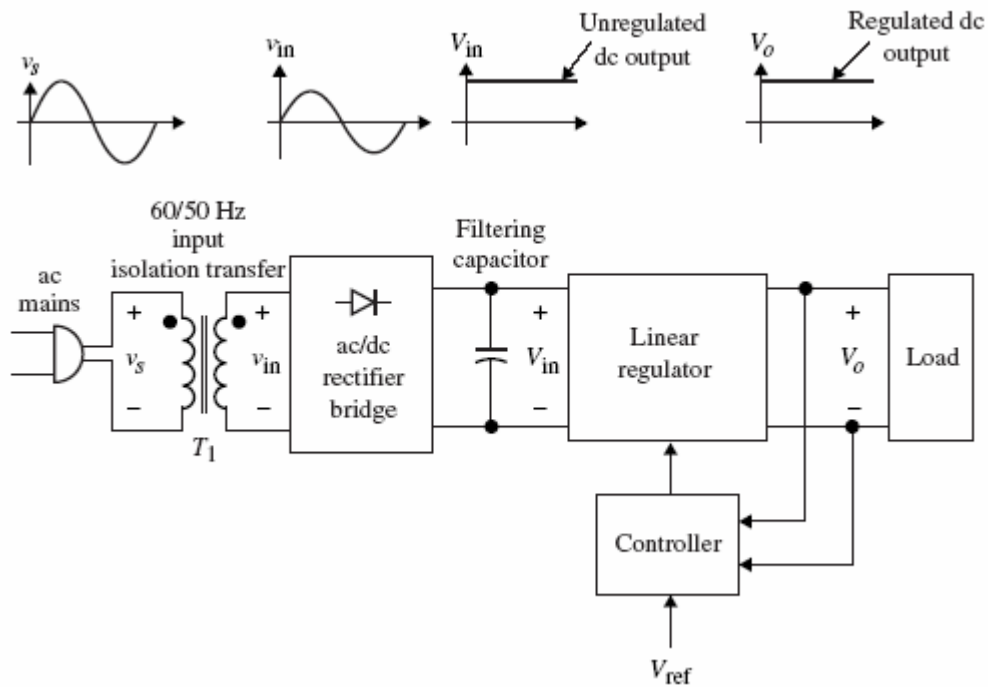 v_s
v_in
V_in
Unregulated
dc output
V_o
Regulated dc
output
60/50 Hz
input
isolation transfer
ac
mains
+
v_s
−
T_1
+
v_in
−
ac/dc
rectifier
bridge
Filtering
capacitor
+
V_in
−
Linear
regulator
+
V_o
−
Load
Controller
V_ref